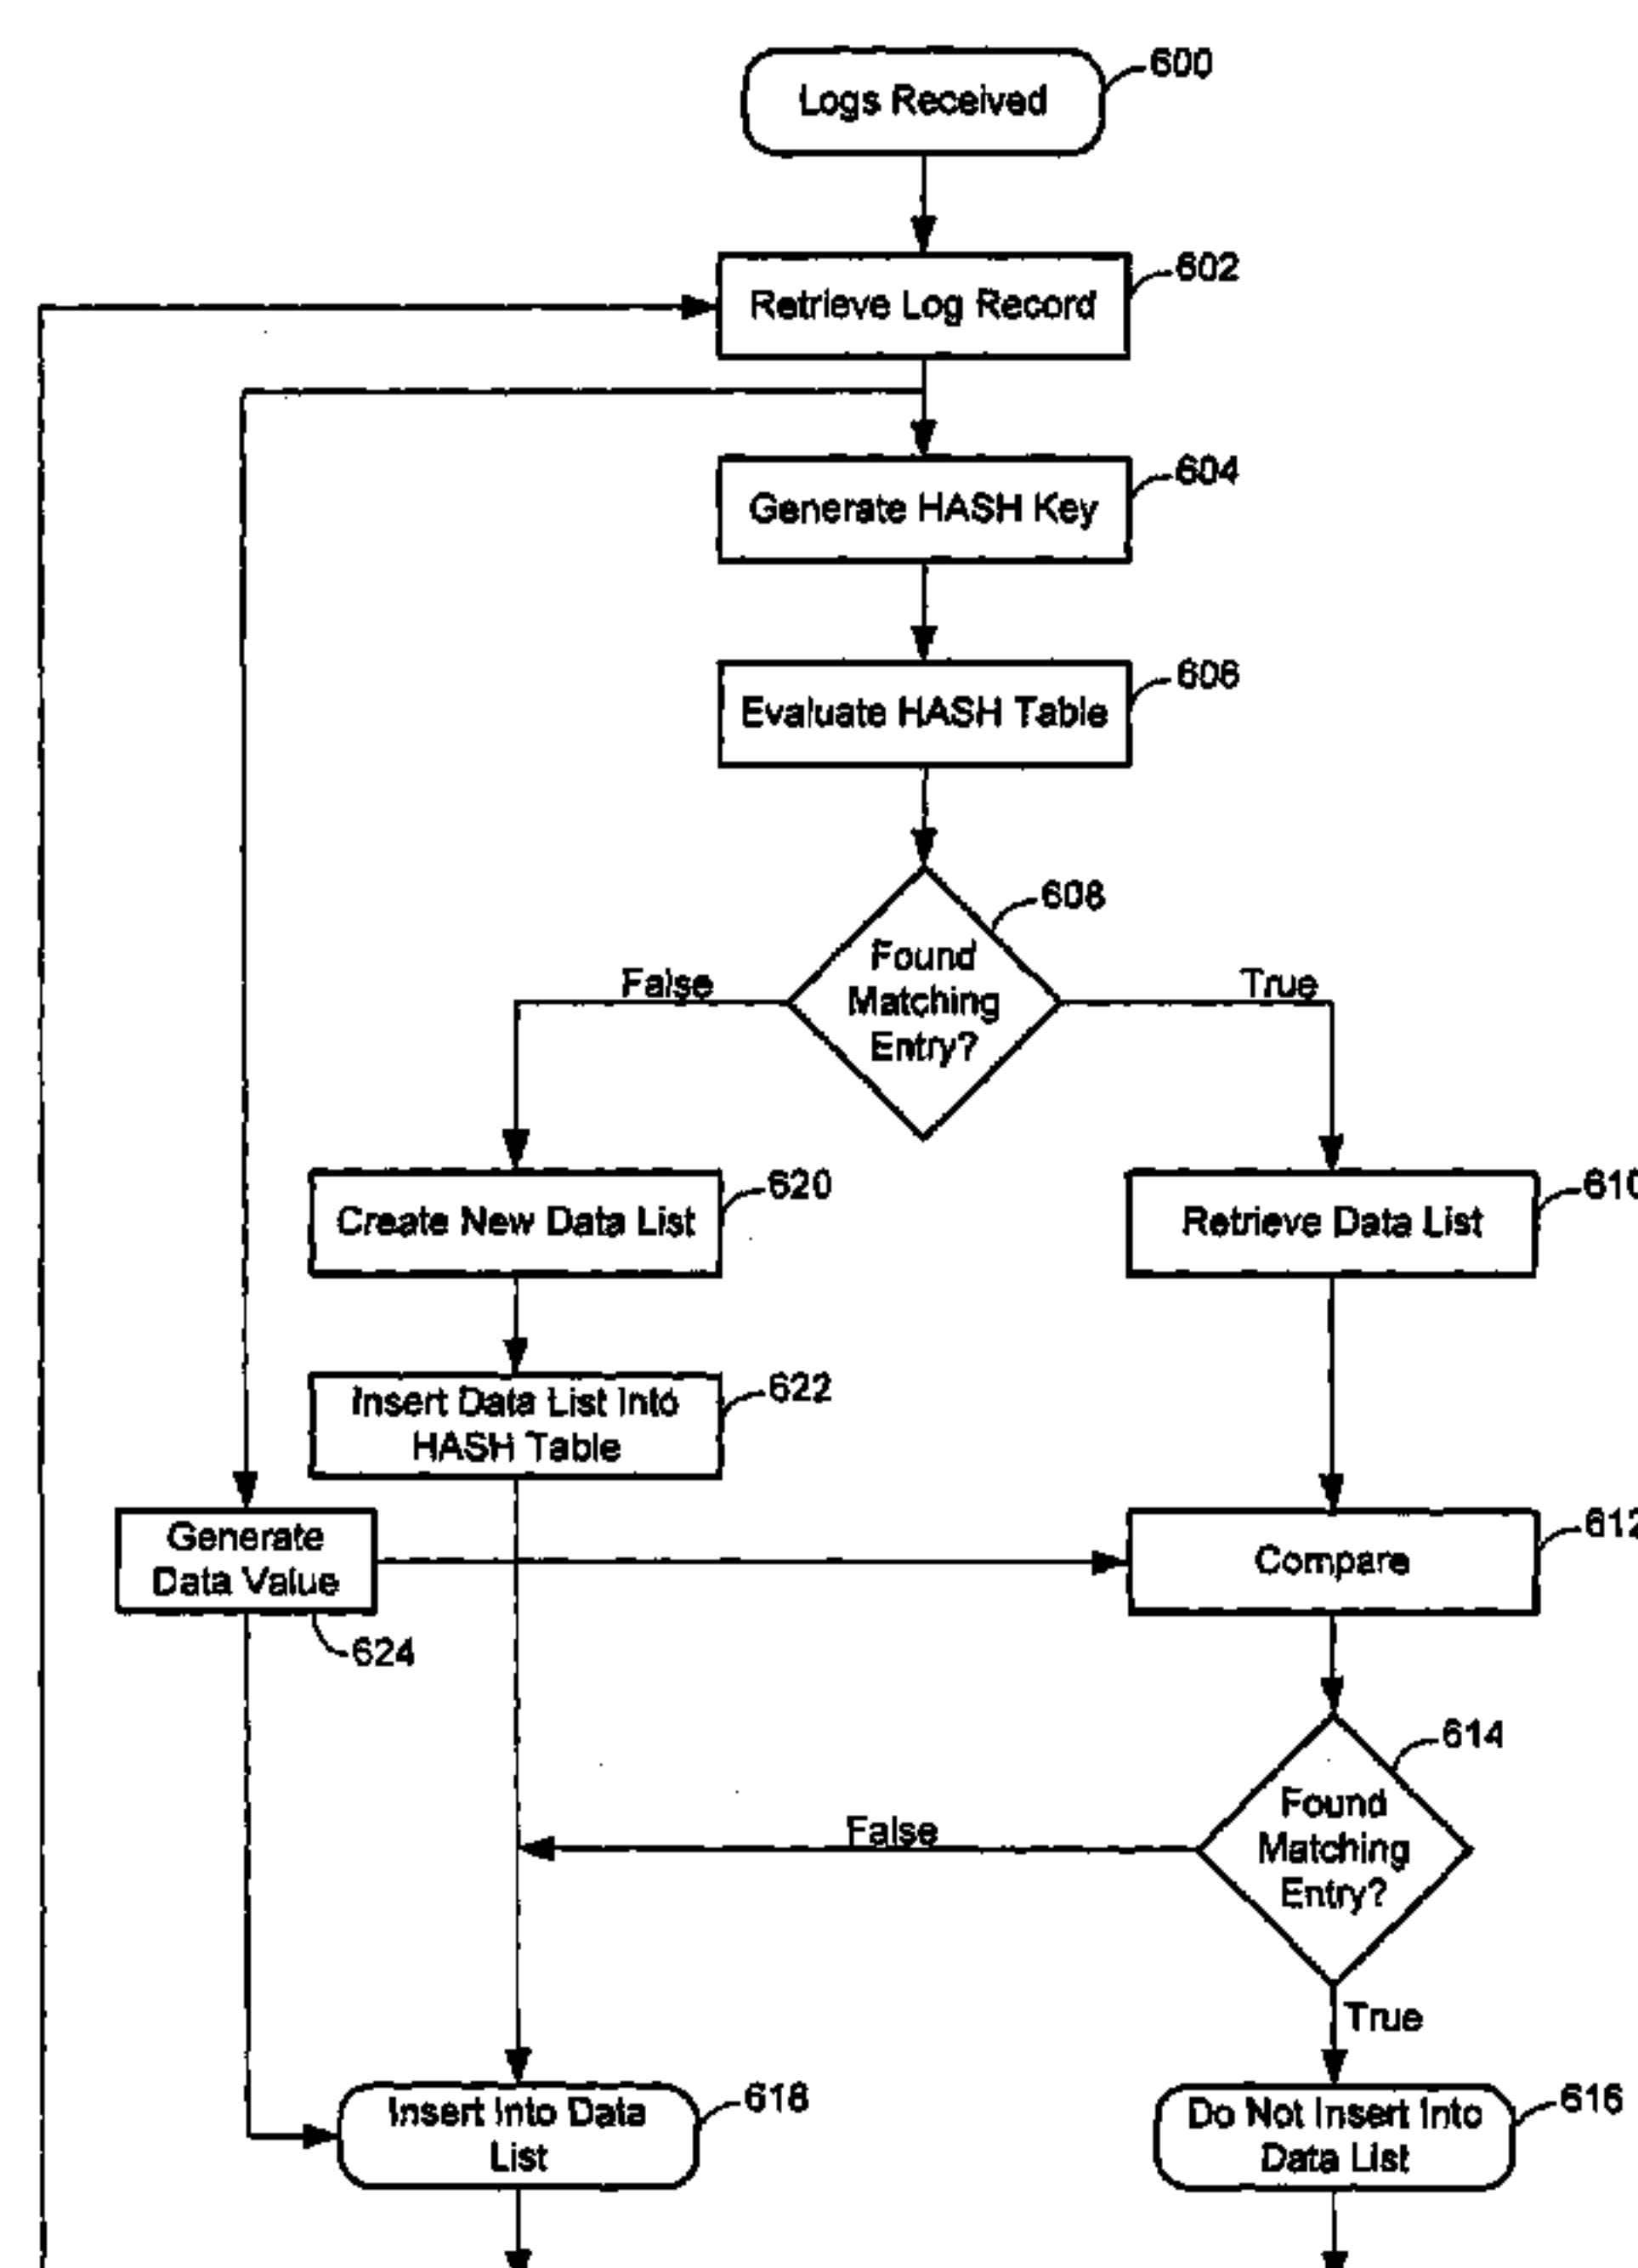 Logs Received
600
Retrieve Log Record
602
Generate HASH Key
604
Evaluate HASH Table
606
Found
Matching
Entry?
608
False
True
Create New Data List
620
Retrieve Data List
610
Insert Data List Into
HASH Table
622
Generate
Data Value
624
Compare
612
Found
Matching
Entry?
614
False
True
Insert Into Data
List
618
Do Not Insert Into
Data List
616